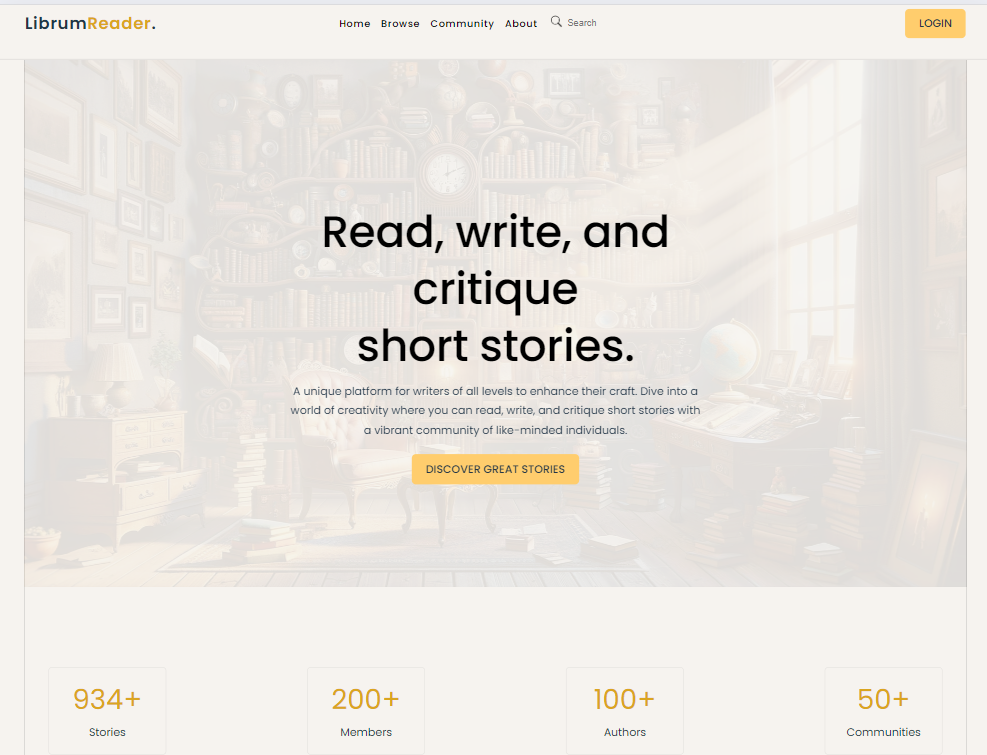 LibrumReader.
Home Browse Community About Search
LOGIN
Read, write, and
critique
short stories.
A unique platform for writers of all levels to enhance their craft. Dive into a
world of creativity where you can read, write, and critique short stories with
a vibrant community of like-minded individuals.
DISCOVER GREAT STORIES
934+
Stories
200+
Members
100+
Authors
50+
Communities